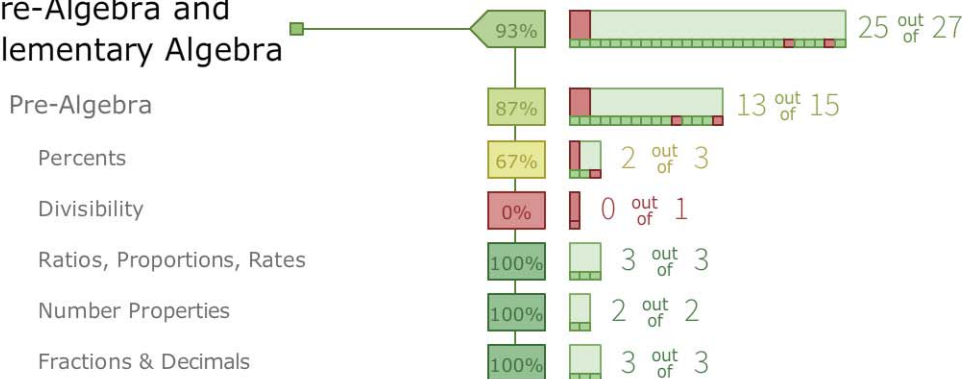 re-Algebra and
lementary Algebra
93%
25 out of 27
Pre-Algebra
87%
13 out of 15
Percents
67%
2 out of 3
Divisibility
0%
0 out of 1
Ratios, Proportions, Rates
100%
3 out of 3
Number Properties
100%
2 out of 2
Fractions & Decimals
100%
3 out of 3